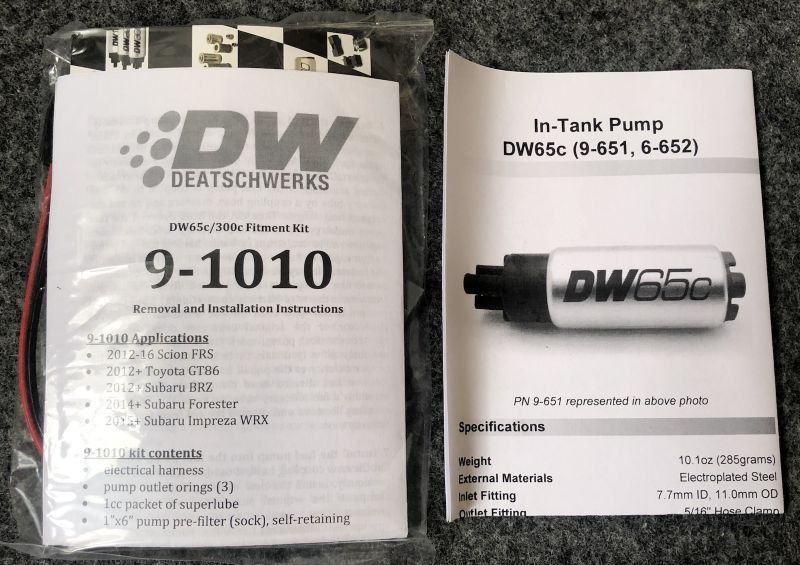 DW
DEATSCHWERKS
DW65c/300c Fitment Kit
9-1010
Removal and Installation Instructions
9-1010 Applications
• 2012-16 Scion FRS
• 2012+ Toyota GT86
• 2012+ Subaru BRZ
• 2014+ Subaru Forester
• 2015+ Subaru Impreza WRX
9-1010 kit contents
• electrical harness
• pump outlet orings (3)
• 1cc packet of superlube
• 1"x6" pump pre-filter (sock), self-retaining
In-Tank Pump
DW65c (9-651, 6-652)
DW65c
PN 9-651 represented in above photo
Specifications
Weight 10.1oz (285grams)
External Materials Electroplated Steel
Inlet Fitting 7.7mm ID, 11.0mm OD
Outlet Fitting 5/16" Hose Clamp